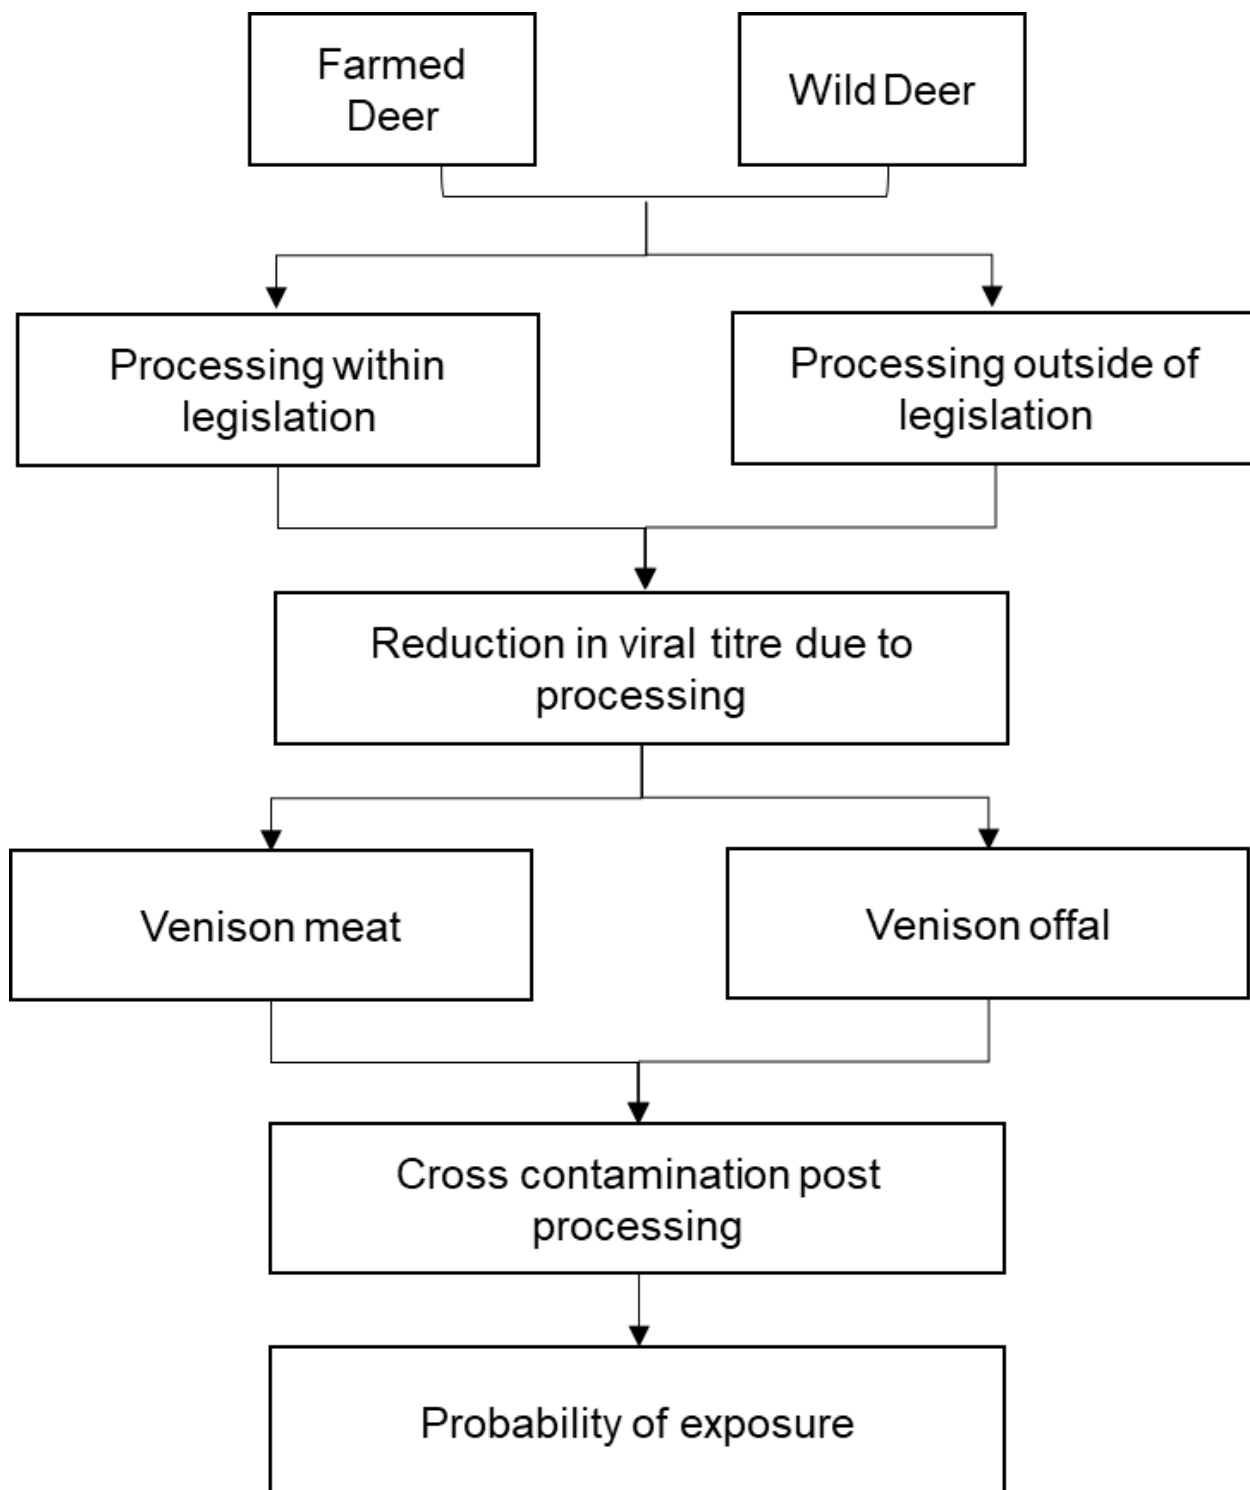 Farmed
Deer
Wild Deer
Processing within
legislation
Processing outside of
legislation
Reduction in viral titre due to
processing
Venison meat
Venison offal
Cross contamination post
processing
Probability of exposure